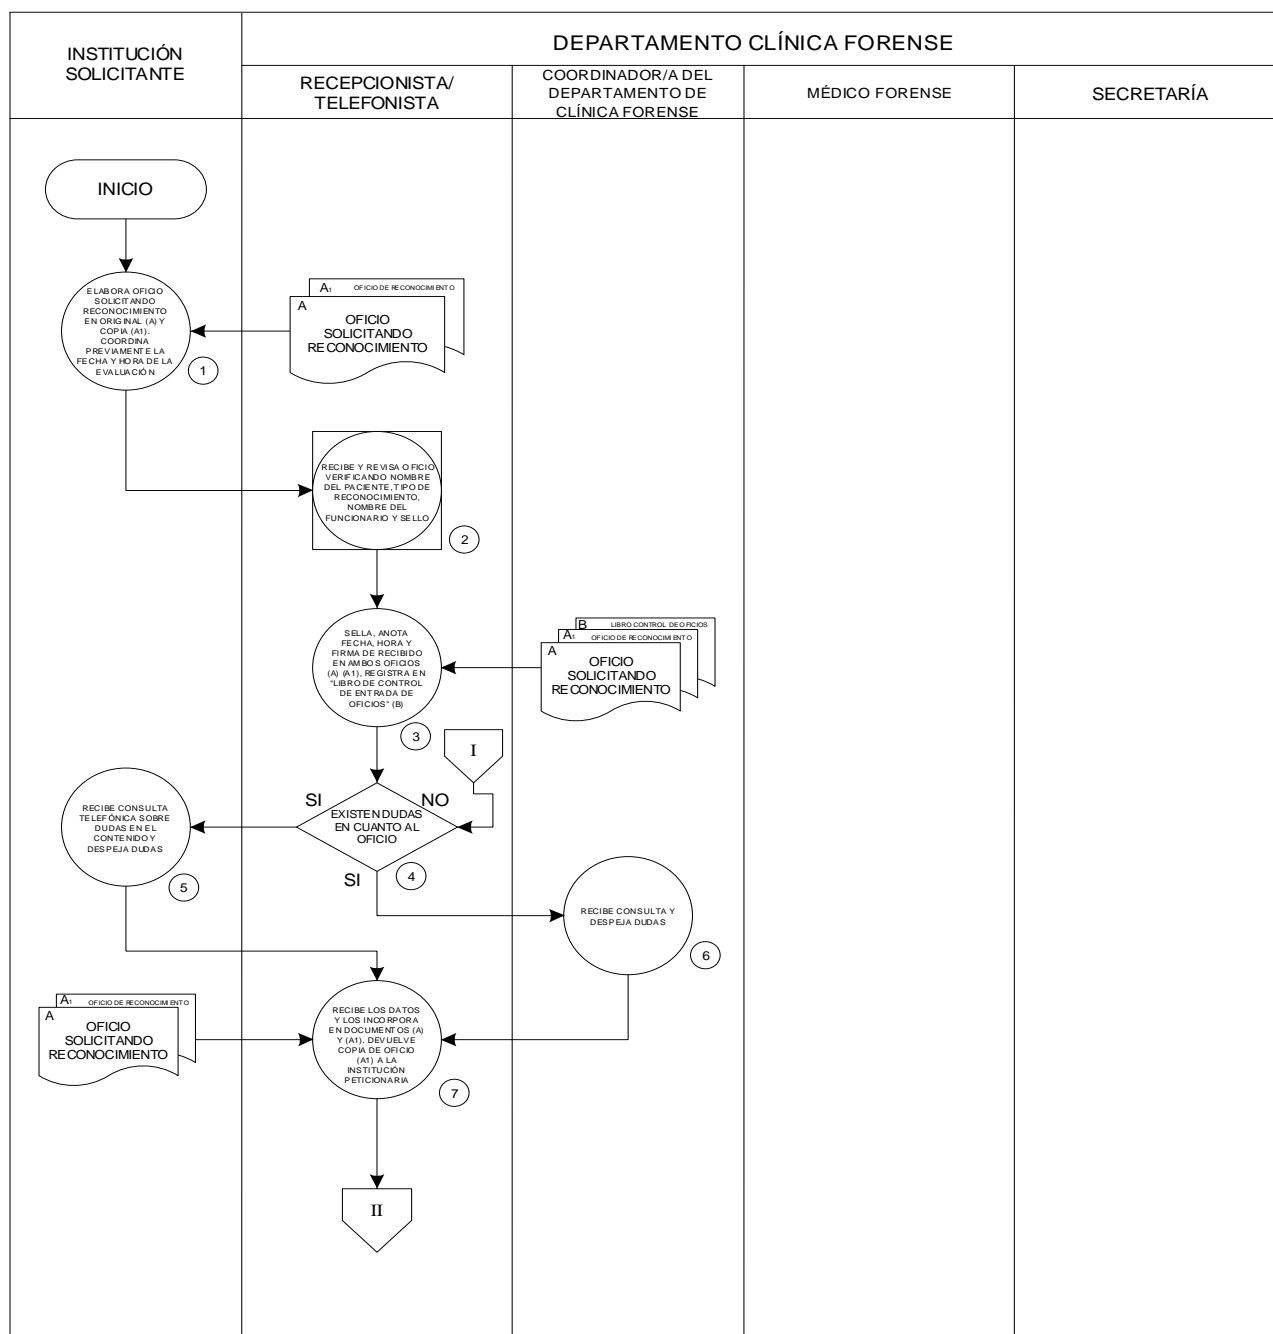 INSTITUCIÓN
SOLICITANTE
DEPARTAMENTO CLÍNICA FORENSE
RECEPCIONISTA/
TELEFONISTA
COORDINADOR/A DEL
DEPARTAMENTO DE
CLÍNICA FORENSE
MÉDICO FORENSE
SECRETARÍA
INICIO
ELABORA OFICIO
SOLICITANDO
RECONOCIMIENTO
EN ORIGINAL (A) Y
COPIA (A1).
COORDINA
PREVIAMENTE LA
FECHA Y HORA DE LA
EVALUACIÓN
1
A1 OFICIO DE RECONOCIMIENTO
A
OFICIO
SOLICITANDO
RECONOCIMIENTO
RECIBE Y REVISA OFICIO
VERIFICANDO NOMBRE
DEL PACIENTE, TIPO DE
RECONOCIMIENTO,
NOMBRE DEL
FUNCIONARIO Y SELLO
2
SELLA, ANOTA
FECHA, HORA Y
FIRMA DE RECIBIDO
EN AMBOS OFICIOS
(A) (A1), REGISTRA EN
"LIBRO DE CONTROL
DE ENTRADA DE
OFICIOS" (B)
3
B LIBRO CONTROL DE OFICIOS
A1 OFICIO DE RECONOCIMIENTO
A
OFICIO
SOLICITANDO
RECONOCIMIENTO
I
SI
NO
EXISTEN DUDAS
EN CUANTO AL
OFICIO
SI
4
RECIBE CONSULTA
TELEFÓNICA SOBRE
DUDAS EN EL
CONTENIDO Y
DESPEJA DUDAS
5
RECIBE CONSULTA Y
DESPEJA DUDAS
6
A1 OFICIO DE RECONOCIMIENTO
A
OFICIO
SOLICITANDO
RECONOCIMIENTO
RECIBE LOS DATOS
Y LOS INCORPORA
EN DOCUMENTOS (A)
Y (A1). DEVUELVE
COPIA DE OFICIO
(A1) A LA
INSTITUCIÓN
PETICIONARIA
7
II